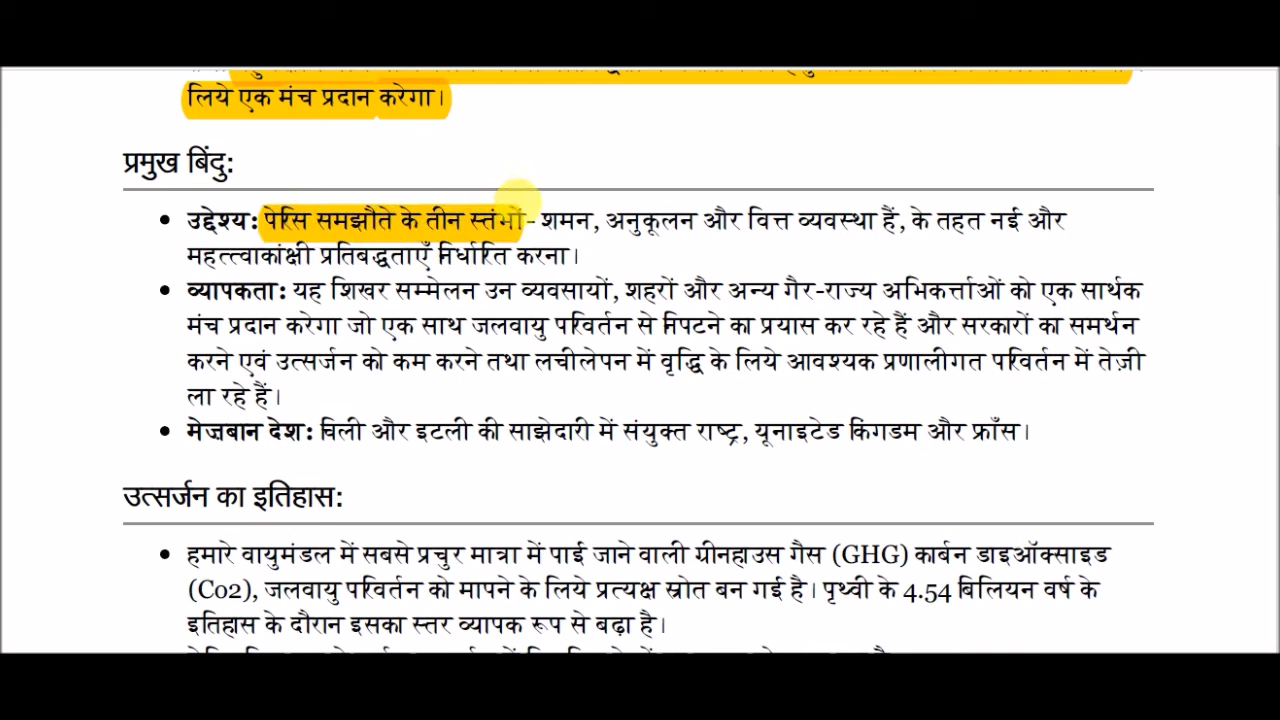 लिये एक मंच प्रदान करेगा।
प्रमुख बिंदु:
• उद्देश्य: पेरिस समझौते के तीन स्तंभों- शमन, अनुकूलन और वित्त व्यवस्था हैं, के तहत नई और
महत्त्वाकांक्षी प्रतिबद्धताएँ निर्धारित करना।
• व्यापकता: यह शिखर सम्मेलन उन व्यवसायों, शहरों और अन्य गैर-राज्य अभिकर्त्ताओं को एक सार्थक
मंच प्रदान करेगा जो एक साथ जलवायु परिवर्तन से निपटने का प्रयास कर रहे हैं और सरकारों का समर्थन
करने एवं उत्सर्जन को कम करने तथा लचीलेपन में वृद्धि के लिये आवश्यक प्रणालीगत परिवर्तन में तेज़ी
ला रहे हैं।
• मेजबान देश: चिली और इटली की साझेदारी में संयुक्त राष्ट्र, यूनाइटेड किंगडम और फ्राँस।
उत्सर्जन का इतिहास:
• हमारे वायुमंडल में सबसे प्रचुर मात्रा में पाई जाने वाली ग्रीनहाउस गैस (GHG) कार्बन डाइऑक्साइड
(Co2), जलवायु परिवर्तन को मापने के लिये प्रत्यक्ष स्रोत बन गई है। पृथ्वी के 4.54 बिलियन वर्ष के
इतिहास के दौरान इसका स्तर व्यापक रूप से बढ़ा है।